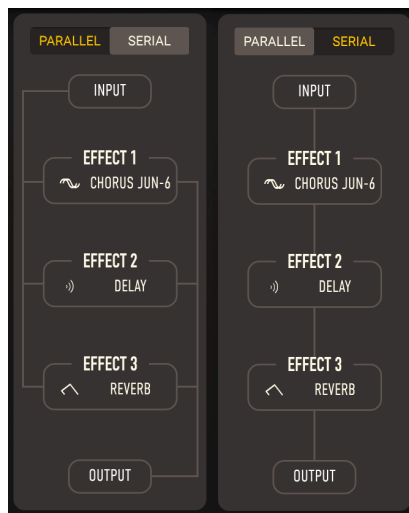 PARALLEL SERIAL
INPUT
EFFECT 1
CHORUS JUN-6
EFFECT 2
DELAY
EFFECT 3
REVERB
OUTPUT
PARALLEL SERIAL
INPUT
EFFECT 1
CHORUS JUN-6
EFFECT 2
DELAY
EFFECT 3
REVERB
OUTPUT